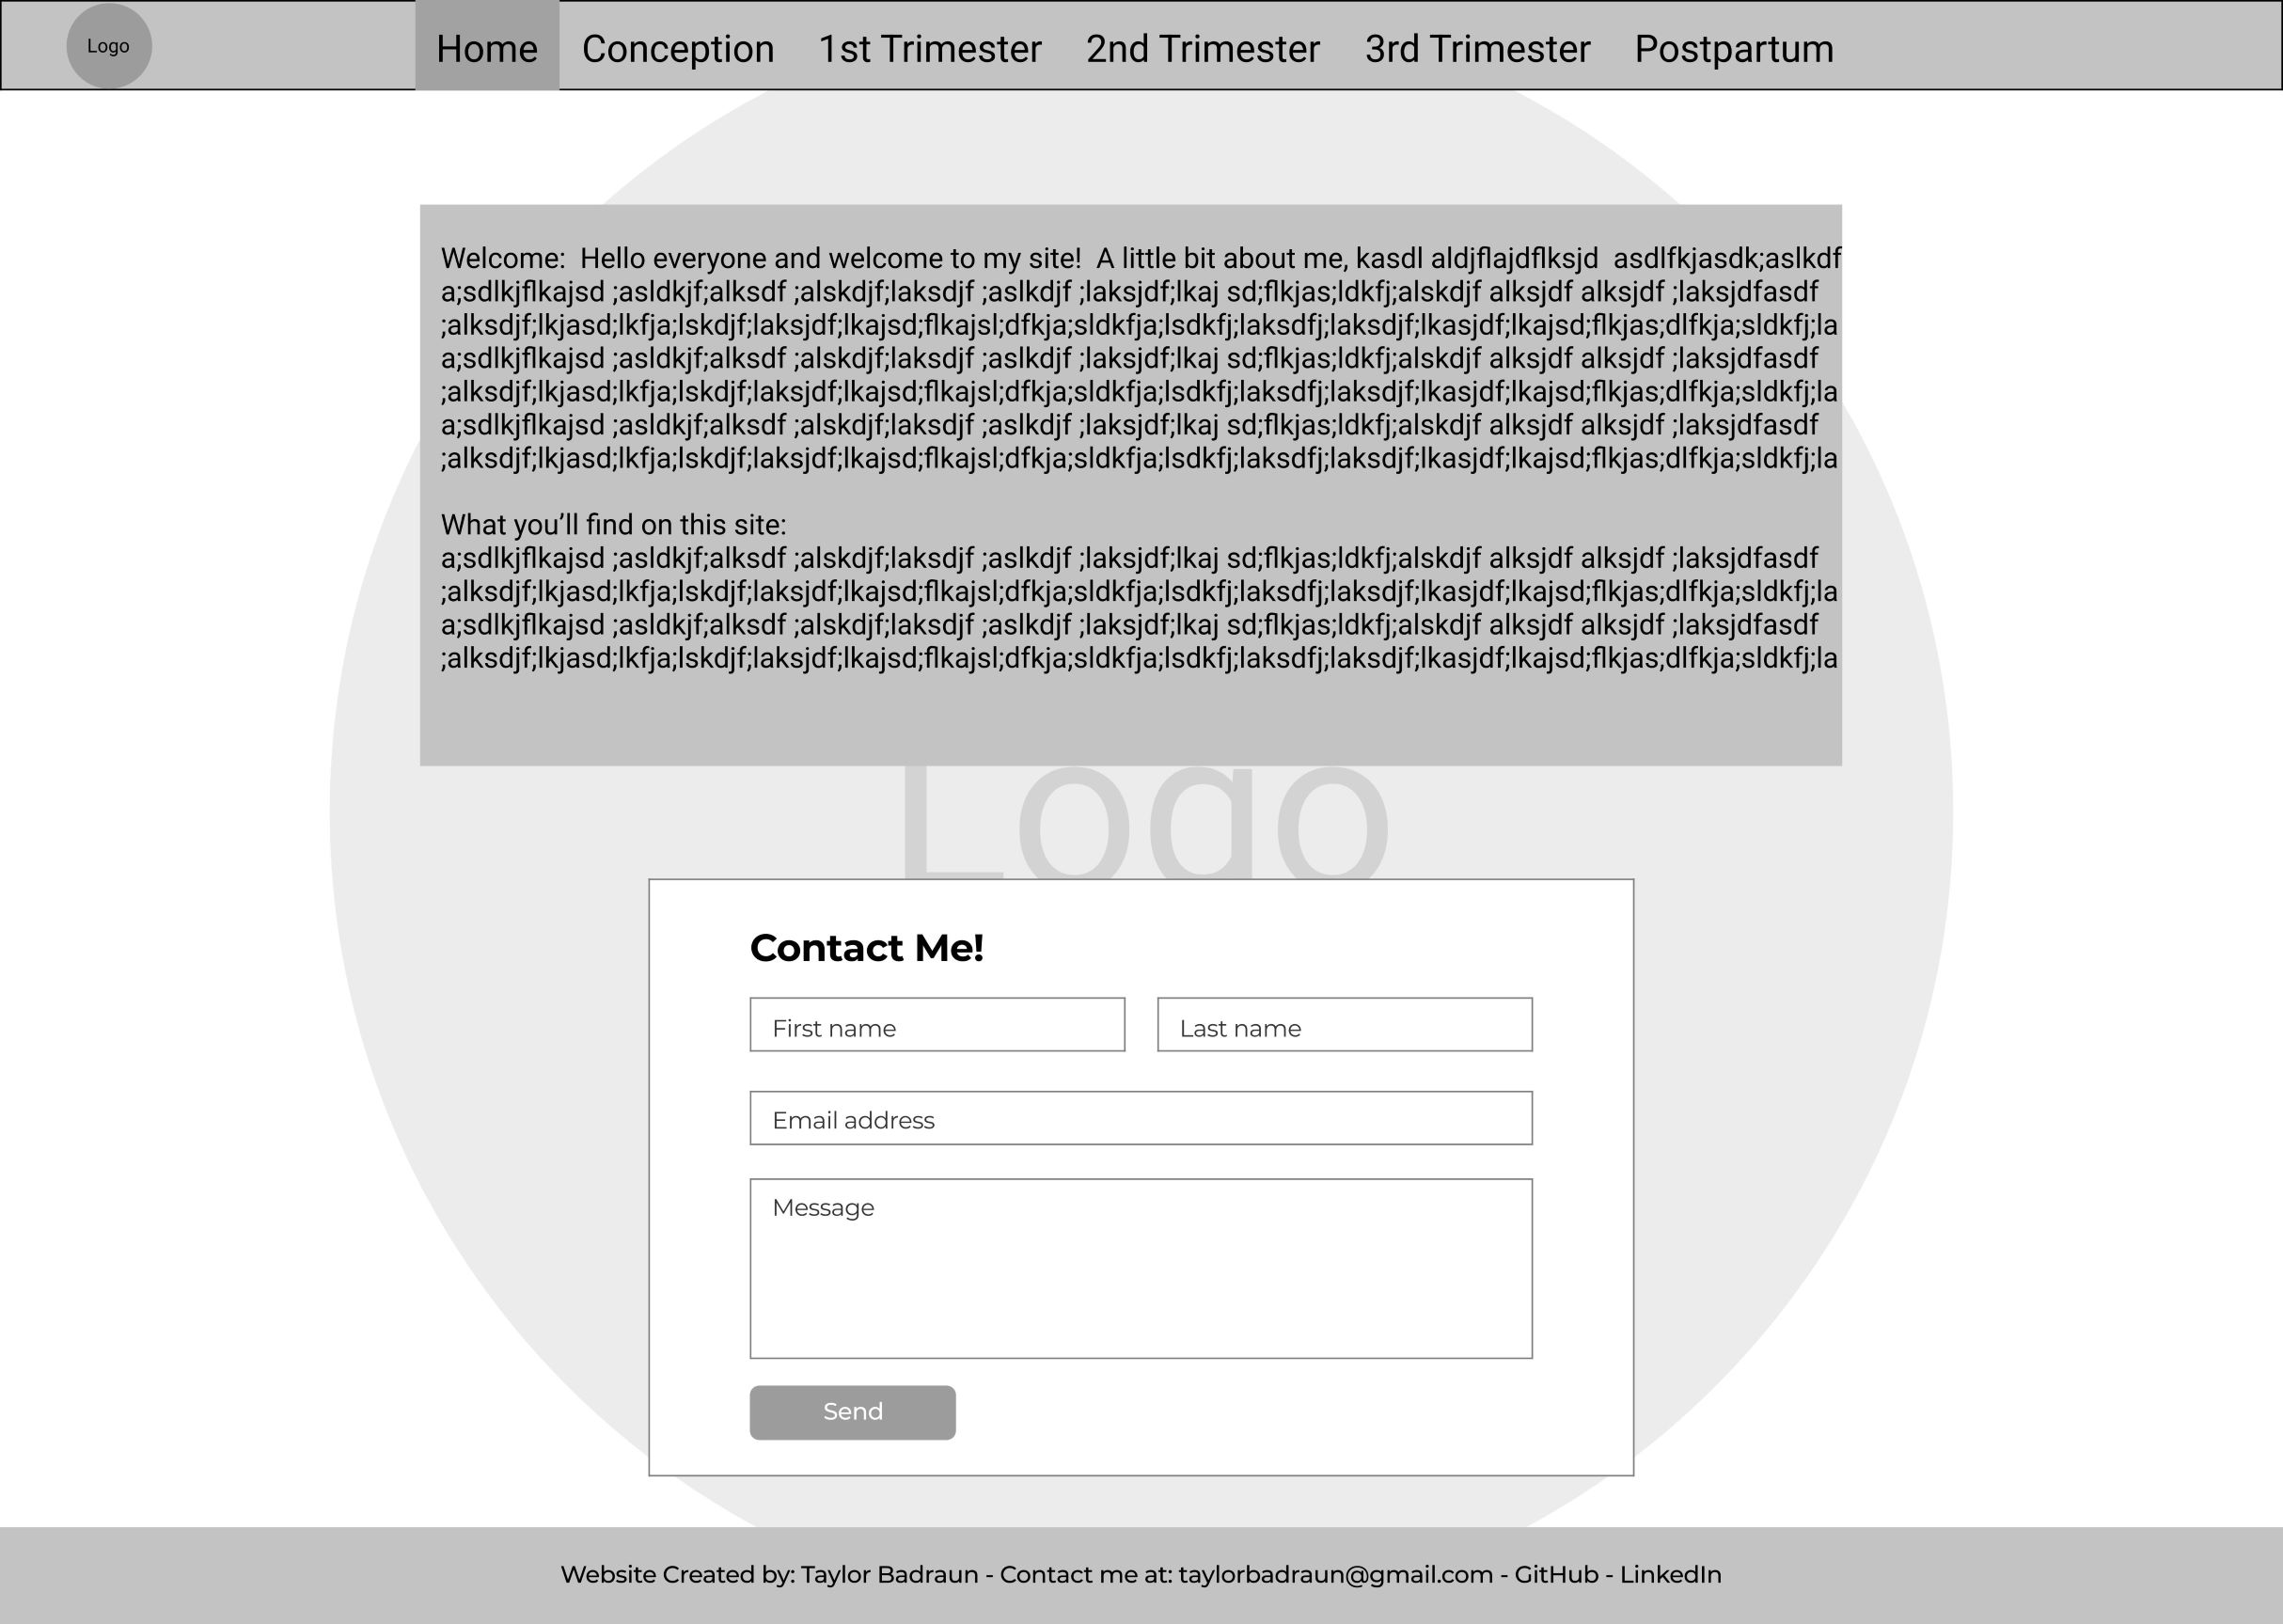 Logo
Home Conception 1st Trimester 2nd Trimester 3rd Trimester Postpartum
Welcome:  Hello everyone and welcome to my site!  A little bit about me, kasdl aldjflajdflksjd  asdlfkjasdk;aslkdf
a;sdlkjflkajsd ;asldkjf;alksdf ;alskdjf;laksdjf ;aslkdjf ;laksjdf;lkaj sd;flkjas;ldkfj;alskdjf alksjdf alksjdf ;laksjdfasdf
;alksdjf;lkjasd;lkfja;lskdjf;laksjdf;lkajsd;flkajsl;dfkja;sldkfja;lsdkfj;laksdfj;laksdjf;lkasjdf;lkajsd;flkjas;dlfkja;sldkfj;la
a;sdlkjflkajsd ;asldkjf;alksdf ;alskdjf;laksdjf ;aslkdjf ;laksjdf;lkaj sd;flkjas;ldkfj;alskdjf alksjdf alksjdf ;laksjdfasdf
;alksdjf;lkjasd;lkfja;lskdjf;laksjdf;lkajsd;flkajsl;dfkja;sldkfja;lsdkfj;laksdfj;laksdjf;lkasjdf;lkajsd;flkjas;dlfkja;sldkfj;la
a;sdlkjflkajsd ;asldkjf;alksdf ;alskdjf;laksdjf ;aslkdjf ;laksjdf;lkaj sd;flkjas;ldkfj;alskdjf alksjdf alksjdf ;laksjdfasdf
;alksdjf;lkjasd;lkfja;lskdjf;laksjdf;lkajsd;flkajsl;dfkja;sldkfja;lsdkfj;laksdfj;laksdjf;lkasjdf;lkajsd;flkjas;dlfkja;sldkfj;la
What you’ll find on this site:
a;sdlkjflkajsd ;asldkjf;alksdf ;alskdjf;laksdjf ;aslkdjf ;laksjdf;lkaj sd;flkjas;ldkfj;alskdjf alksjdf alksjdf ;laksjdfasdf
;alksdjf;lkjasd;lkfja;lskdjf;laksjdf;lkajsd;flkajsl;dfkja;sldkfja;lsdkfj;laksdfj;laksdjf;lkasjdf;lkajsd;flkjas;dlfkja;sldkfj;la
a;sdlkjflkajsd ;asldkjf;alksdf ;alskdjf;laksdjf ;aslkdjf ;laksjdf;lkaj sd;flkjas;ldkfj;alskdjf alksjdf alksjdf ;laksjdfasdf
;alksdjf;lkjasd;lkfja;lskdjf;laksjdf;lkajsd;flkajsl;dfkja;sldkfja;lsdkfj;laksdfj;laksdjf;lkasjdf;lkajsd;flkjas;dlfkja;sldkfj;la
Logo
Contact Me!
First name Last name
Email address
Message
Send
Website Created by: Taylor Badraun - Contact me at: taylorbadraun@gmail.com - GitHub - LinkedIn